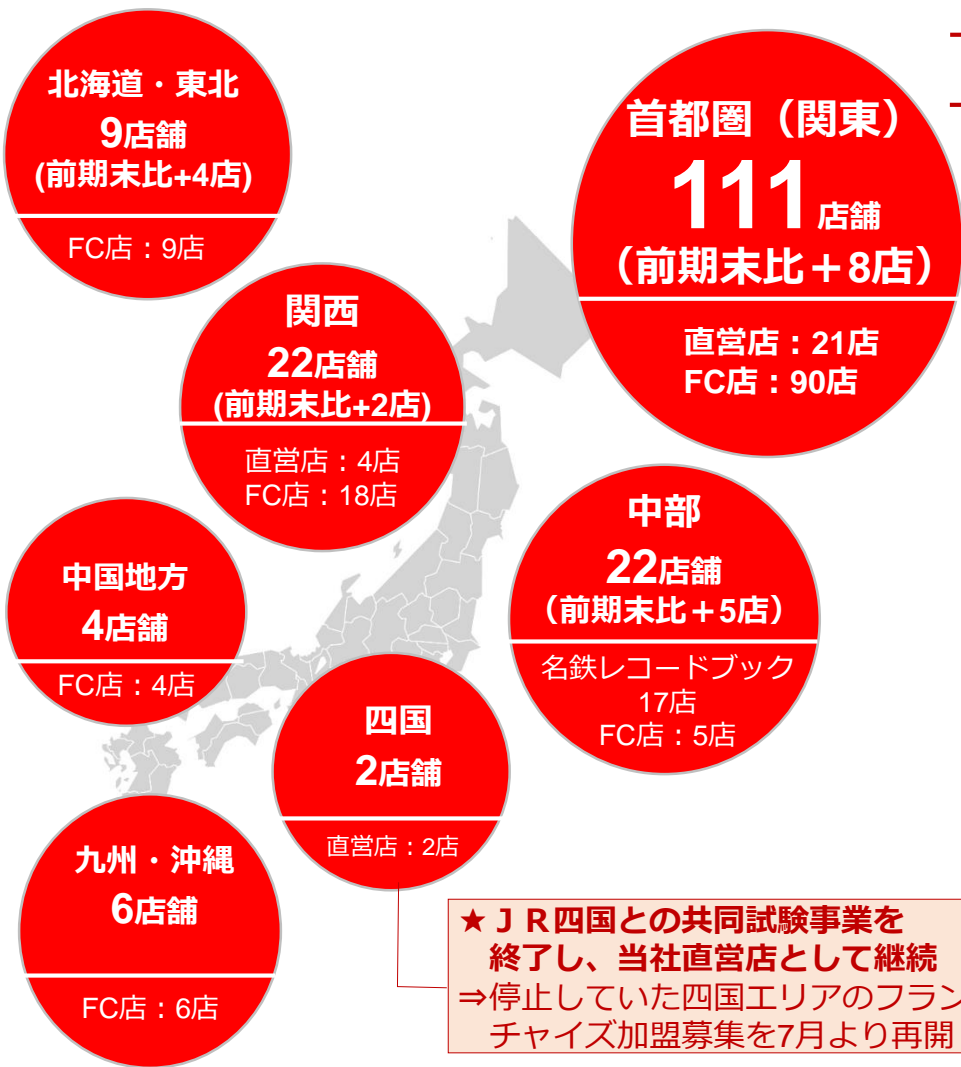 北海道・東北
9店舗
(前期末比+4店)
FC店：9店
首都圏（関東）
111店舗
（前期末比＋8店）
直営店：21店
FC店：90店
関西
22店舗
(前期末比+2店)
直営店：4店
FC店：18店
中部
22店舗
（前期末比＋5店）
名鉄レコードブック
17店
FC店：5店
中国地方
4店舗
FC店：4店
四国
2店舗
直営店：2店
九州・沖縄
6店舗
FC店：6店
★ＪＲ四国との共同試験事業を
終了し、当社直営店として継続
⇒停止していた四国エリアのフラン
チャイズ加盟募集を7月より再開